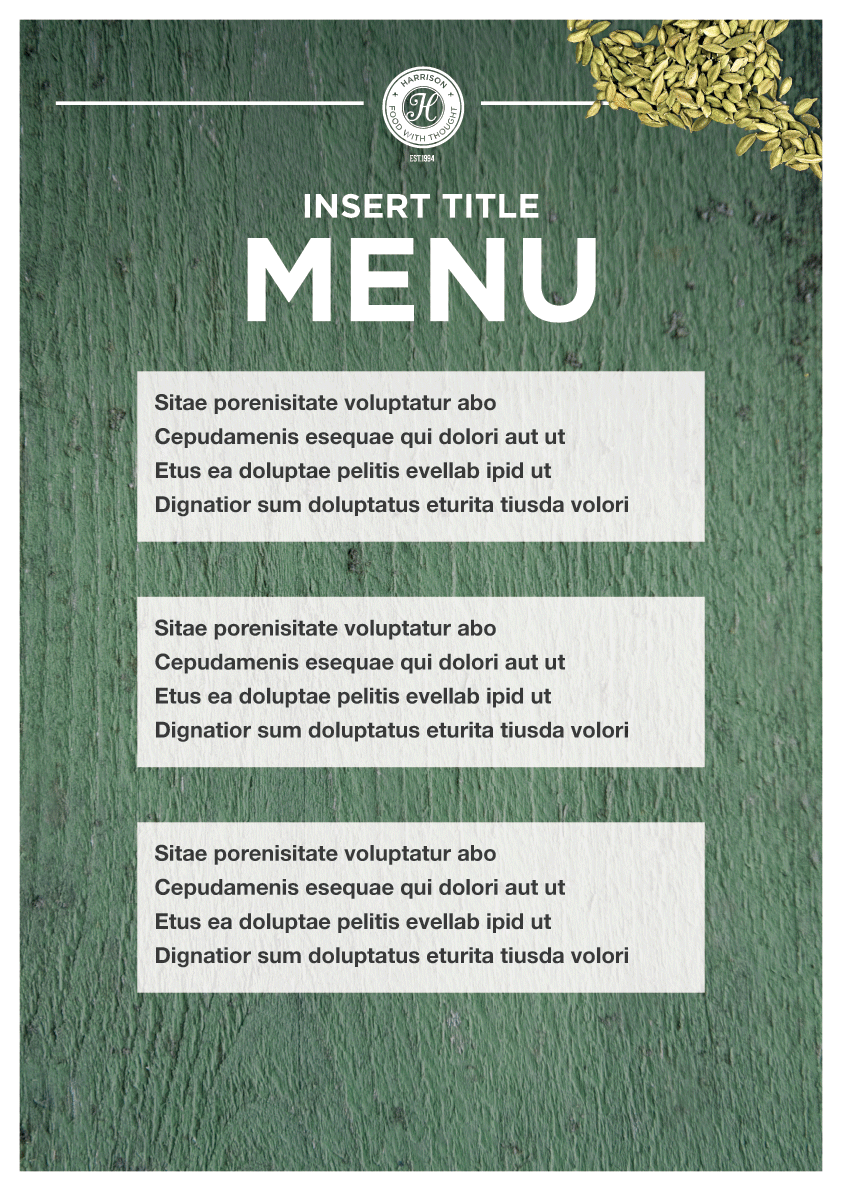 HARRISON
FOOD WITH THOUGHT
H
EST.1994
INSERT TITLE
MENU
Sitae porenisitate voluptatur abo
Cepudamenis esequae qui dolori aut ut
Etus ea doluptae pelitis evellab ipid ut
Dignatior sum doluptatus eturita tiusda volori
Sitae porenisitate voluptatur abo
Cepudamenis esequae qui dolori aut ut
Etus ea doluptae pelitis evellab ipid ut
Dignatior sum doluptatus eturita tiusda volori
Sitae porenisitate voluptatur abo
Cepudamenis esequae qui dolori aut ut
Etus ea doluptae pelitis evellab ipid ut
Dignatior sum doluptatus eturita tiusda volori